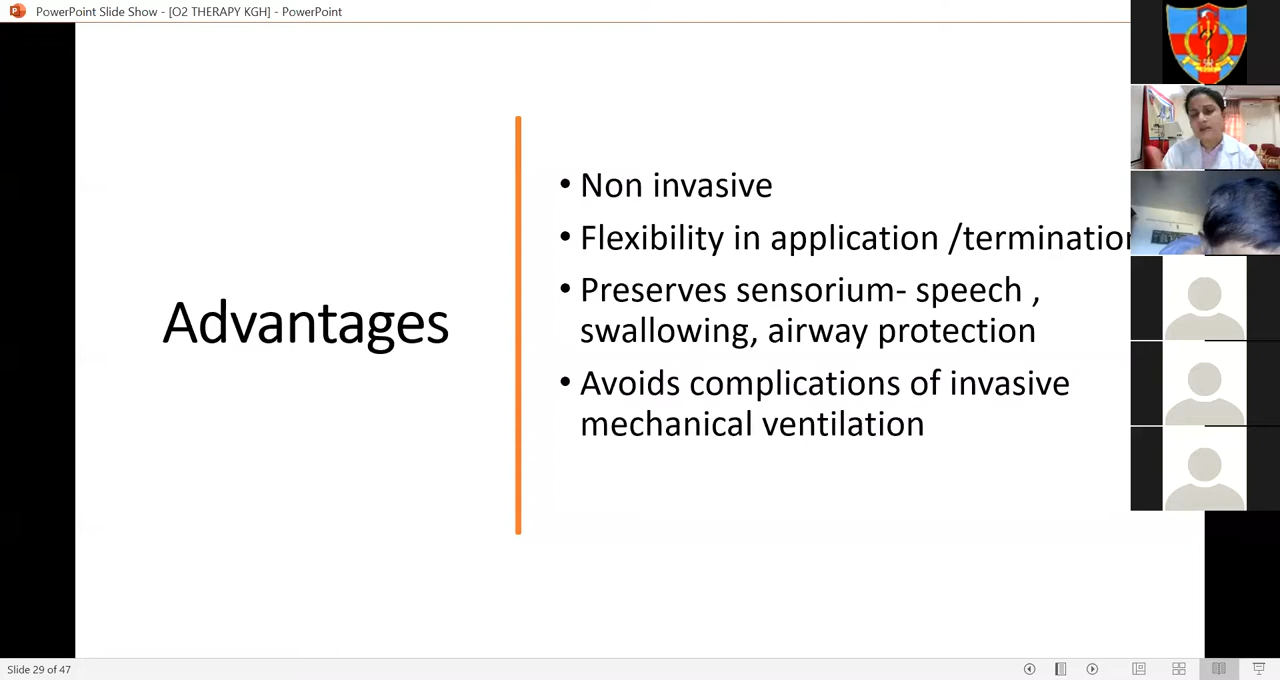 PowerPoint Slide Show - [O2 THERAPY KGH] - PowerPoint
Advantages
• Non invasive
• Flexibility in application /termination
• Preserves sensorium- speech ,
swallowing, airway protection
• Avoids complications of invasive
mechanical ventilation
Slide 29 of 47